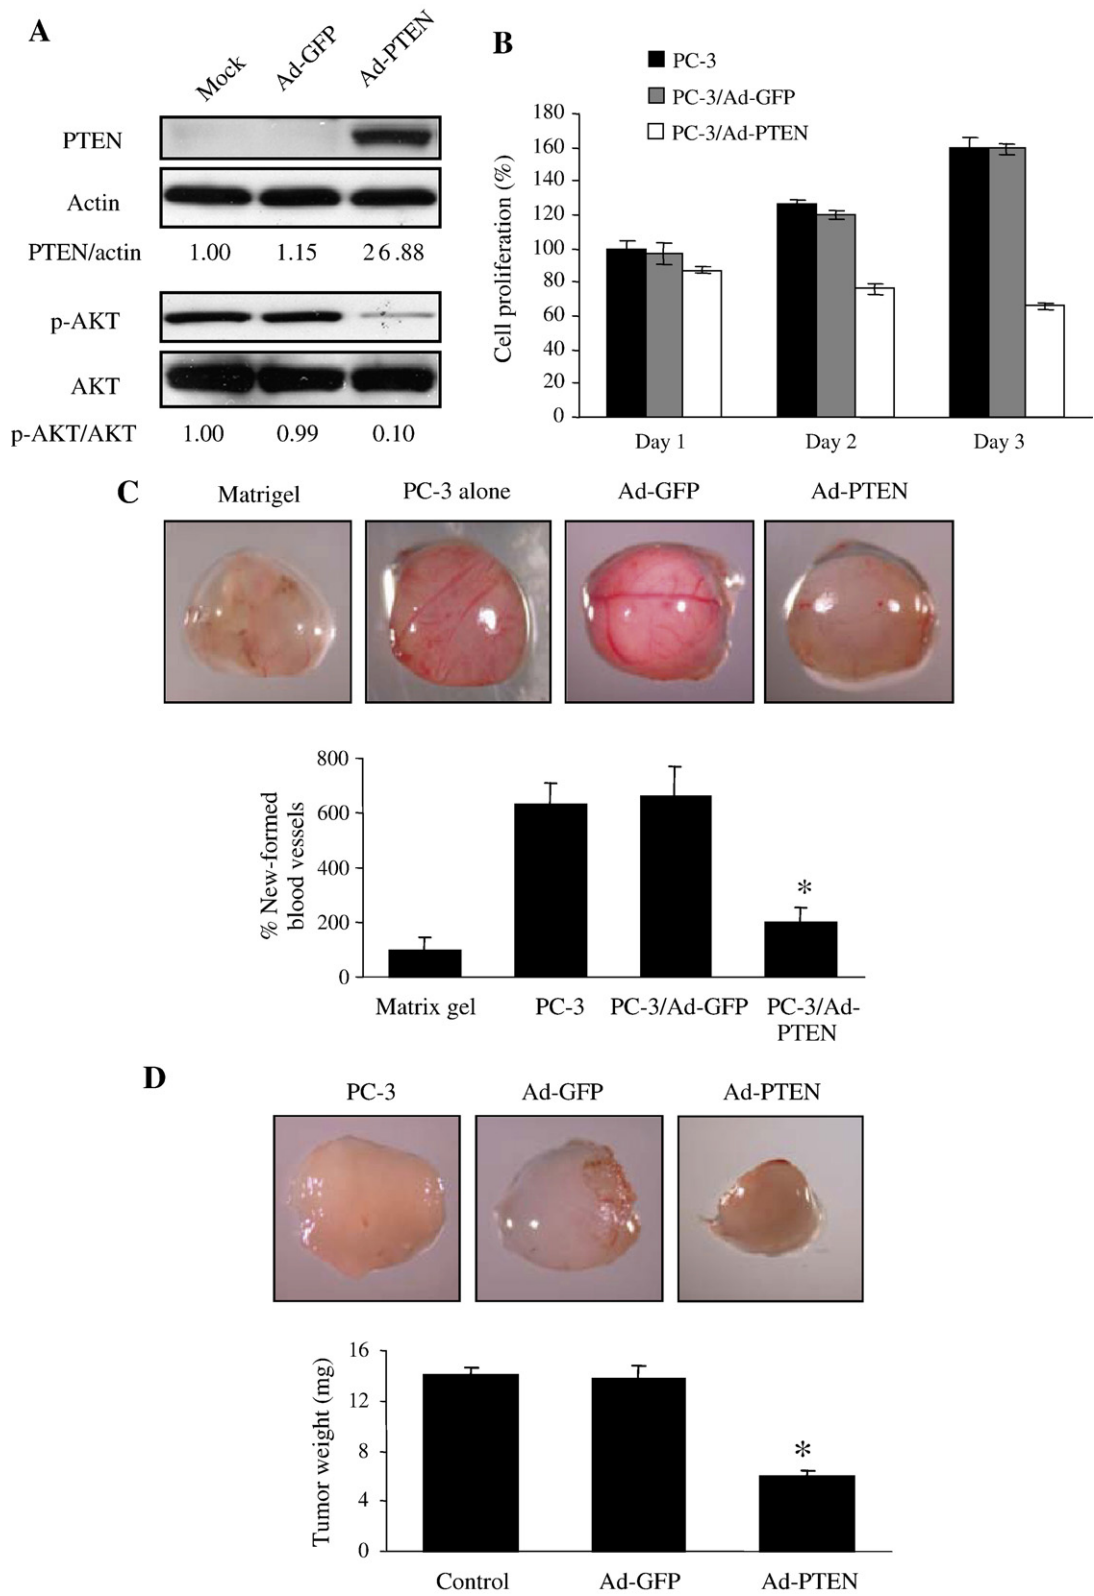 A
Mock Ad-GFP Ad-PTEN
PTEN
Actin
PTEN/actin 1.00 1.15 26.88
p-AKT
AKT
p-AKT/AKT 1.00 0.99 0.10
B
PC-3
PC-3/Ad-GFP
PC-3/Ad-PTEN
Cell proliferation (%)
180
160
140
120
100
80
60
40
20
0
Day 1 Day 2 Day 3
C
Matrigel PC-3 alone Ad-GFP Ad-PTEN
% New-formed
blood vessels
800
600
400
200
0
*
Matrix gel PC-3 PC-3/Ad-GFP PC-3/Ad-
PTEN
D
PC-3 Ad-GFP Ad-PTEN
Tumor weight (mg)
16
12
8
4
0
*
Control Ad-GFP Ad-PTEN